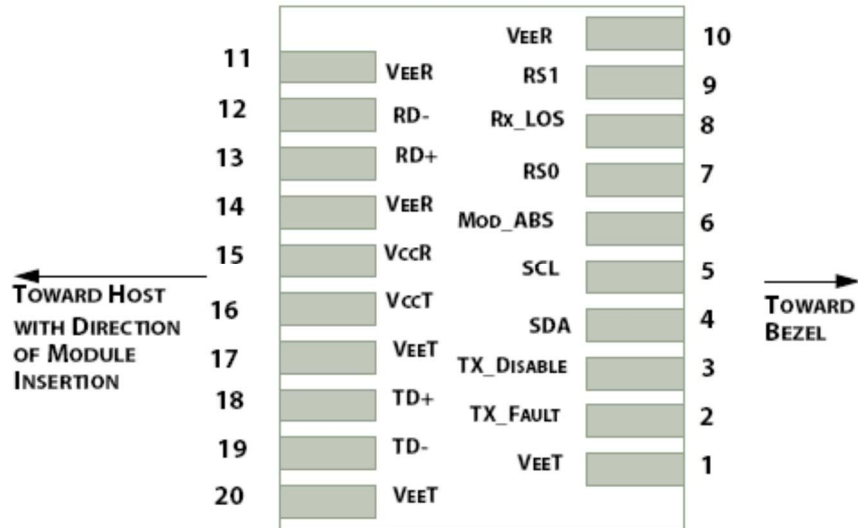 VEER 10
11 VEER
RS1 9
12 RD-
Rx_LOS 8
13 RD+
RS0 7
14 VEER
MOD_ABS 6
15 VCCR
SCL 5
TOWARD HOST
WITH DIRECTION
OF MODULE
INSERTION
TOWARD
BEZEL
16 VCCT
SDA 4
17 VEET
TX_DISABLE 3
18 TD+
TX_FAULT 2
19 TD-
VEET 1
20 VEET